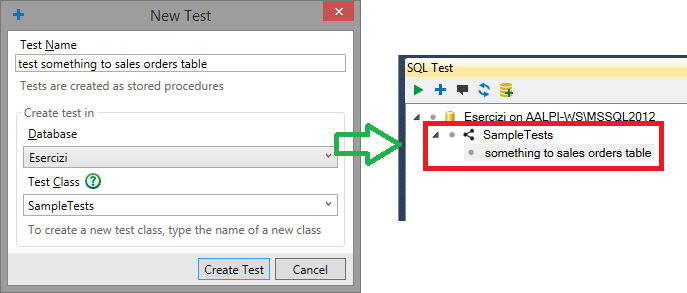 New Test
Test Name
test something to sales orders table
Tests are created as stored procedures
Create test in
Database
Esercizi
Test Class
SampleTests
To create a new test class, type the name of a new class
Create Test
Cancel
SQL Test
Esercizi on AALPI-WS\MSSQL2012
SampleTests
something to sales orders table